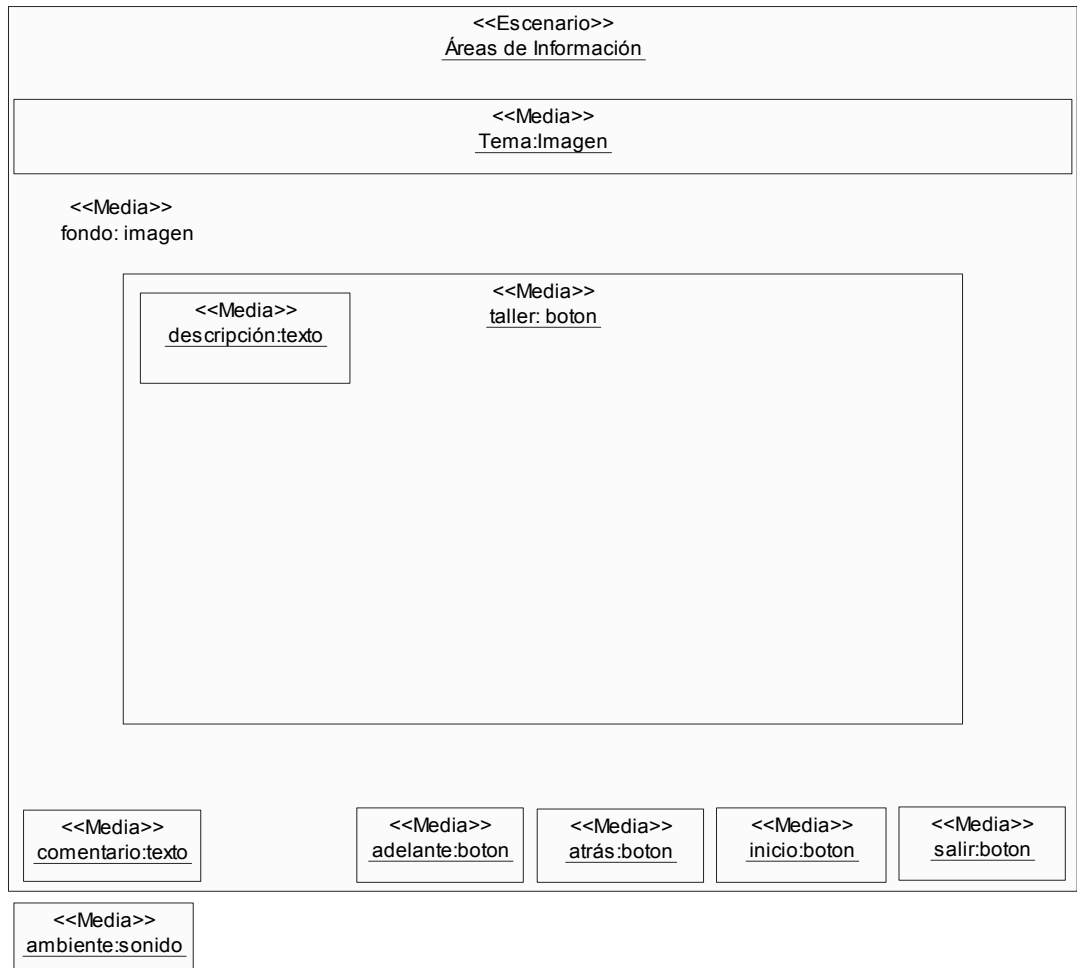 <<Escenario>>
Áreas de Información
<<Media>>
Tema:Imagen
<<Media>>
fondo: imagen
<<Media>>
taller: boton
<<Media>>
descripción:texto
<<Media>>
comentario:texto
<<Media>>
adelante:boton
<<Media>>
atrás:boton
<<Media>>
inicio:boton
<<Media>>
salir:boton
<<Media>>
ambiente:sonido